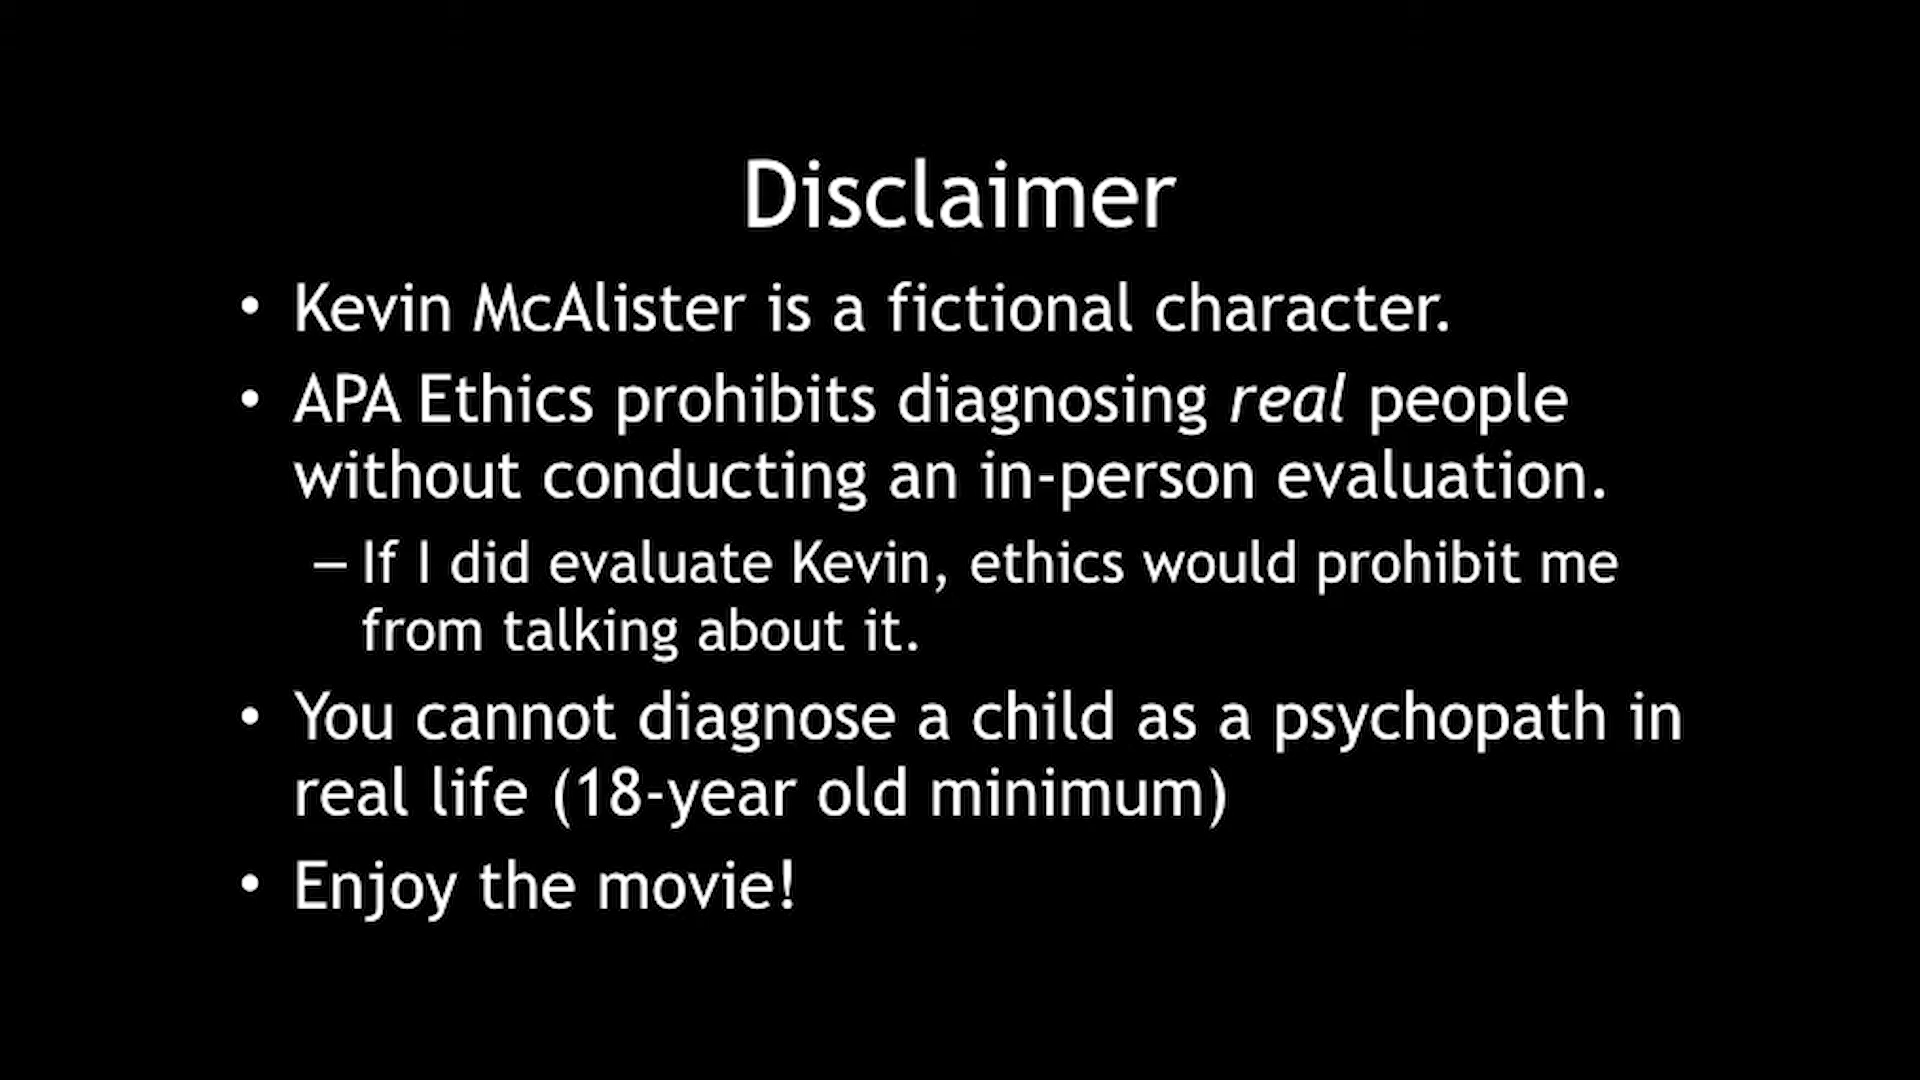 Disclaimer
• Kevin McAlister is a fictional character.
• APA Ethics prohibits diagnosing real people
without conducting an in-person evaluation.
– If I did evaluate Kevin, ethics would prohibit me
from talking about it.
• You cannot diagnose a child as a psychopath in
real life (18-year old minimum)
• Enjoy the movie!